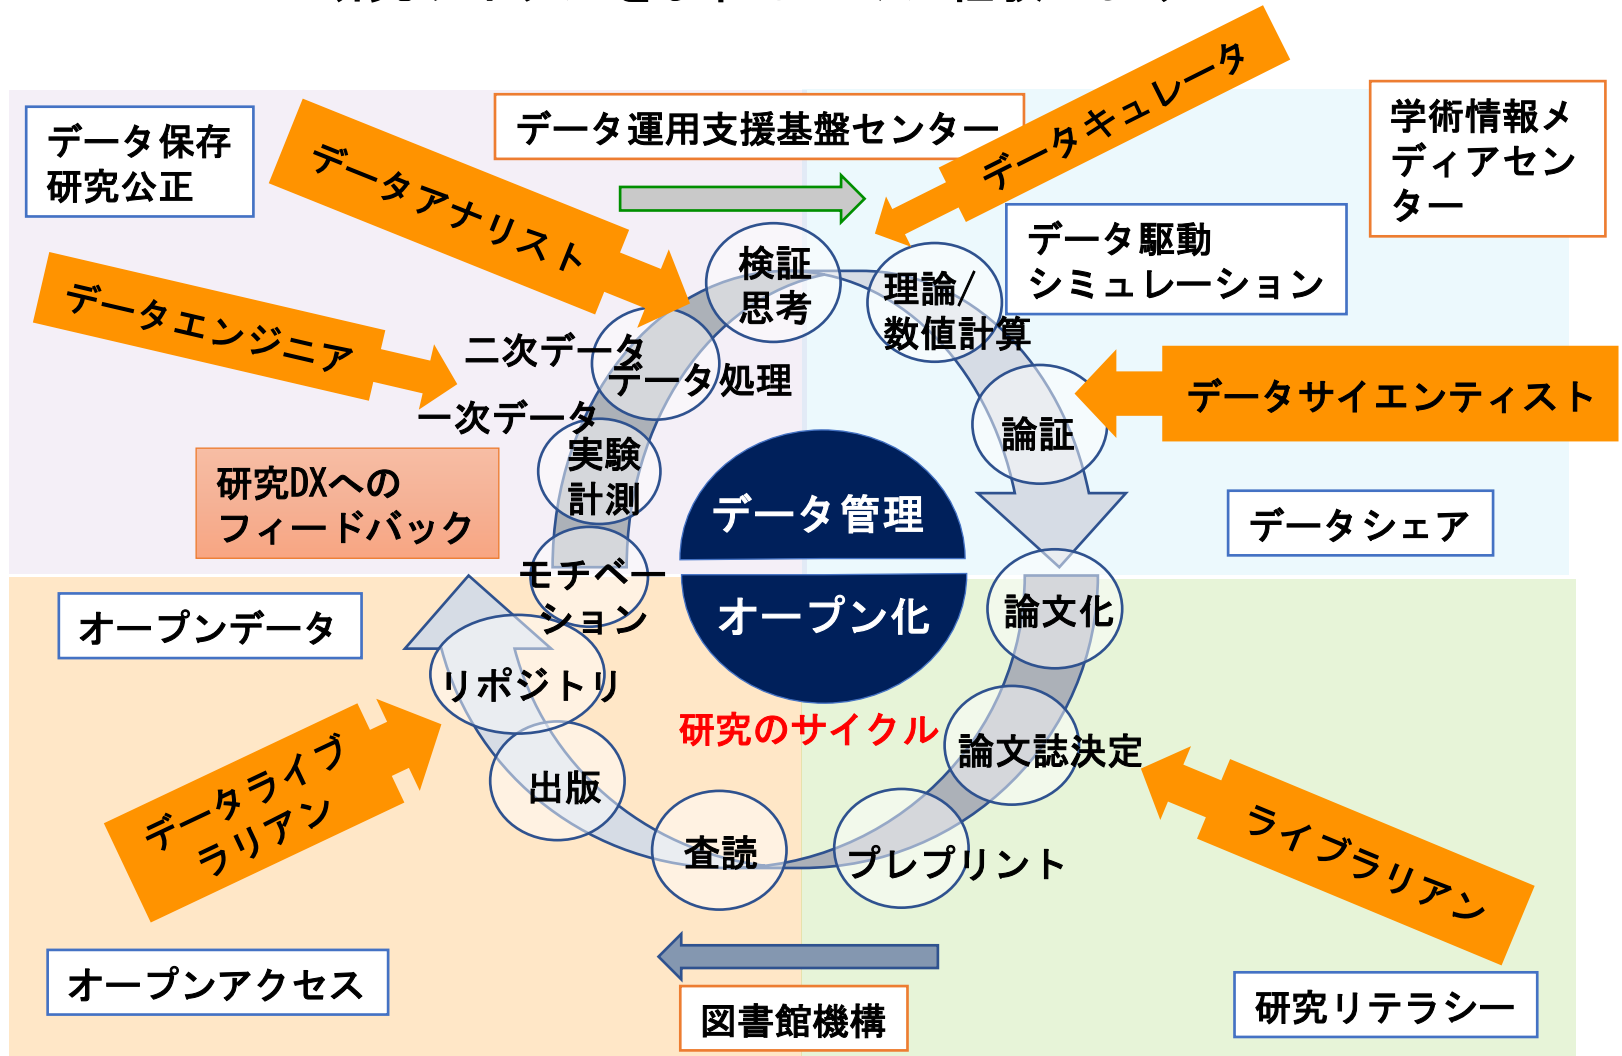 データ保存
研究公正
データ運用支援基盤センター
データキュレータ
学術情報メ
ディアセン
ター
データアナリスト
データ駆動
シミュレーション
検証
思考
理論/
数値計算
データエンジニア
二次データ
データ処理
一次データ
データサイエンティスト
論証
実験
計測
研究DXへの
フィードバック
データ管理
データシェア
モチベー
ション
オープン化
論文化
オープンデータ
リポジトリ
研究のサイクル
論文誌決定
データライブ
ラリアン
出版
査読
プレプリント
ライブラリアン
オープンアクセス
図書館機構
研究リテラシー